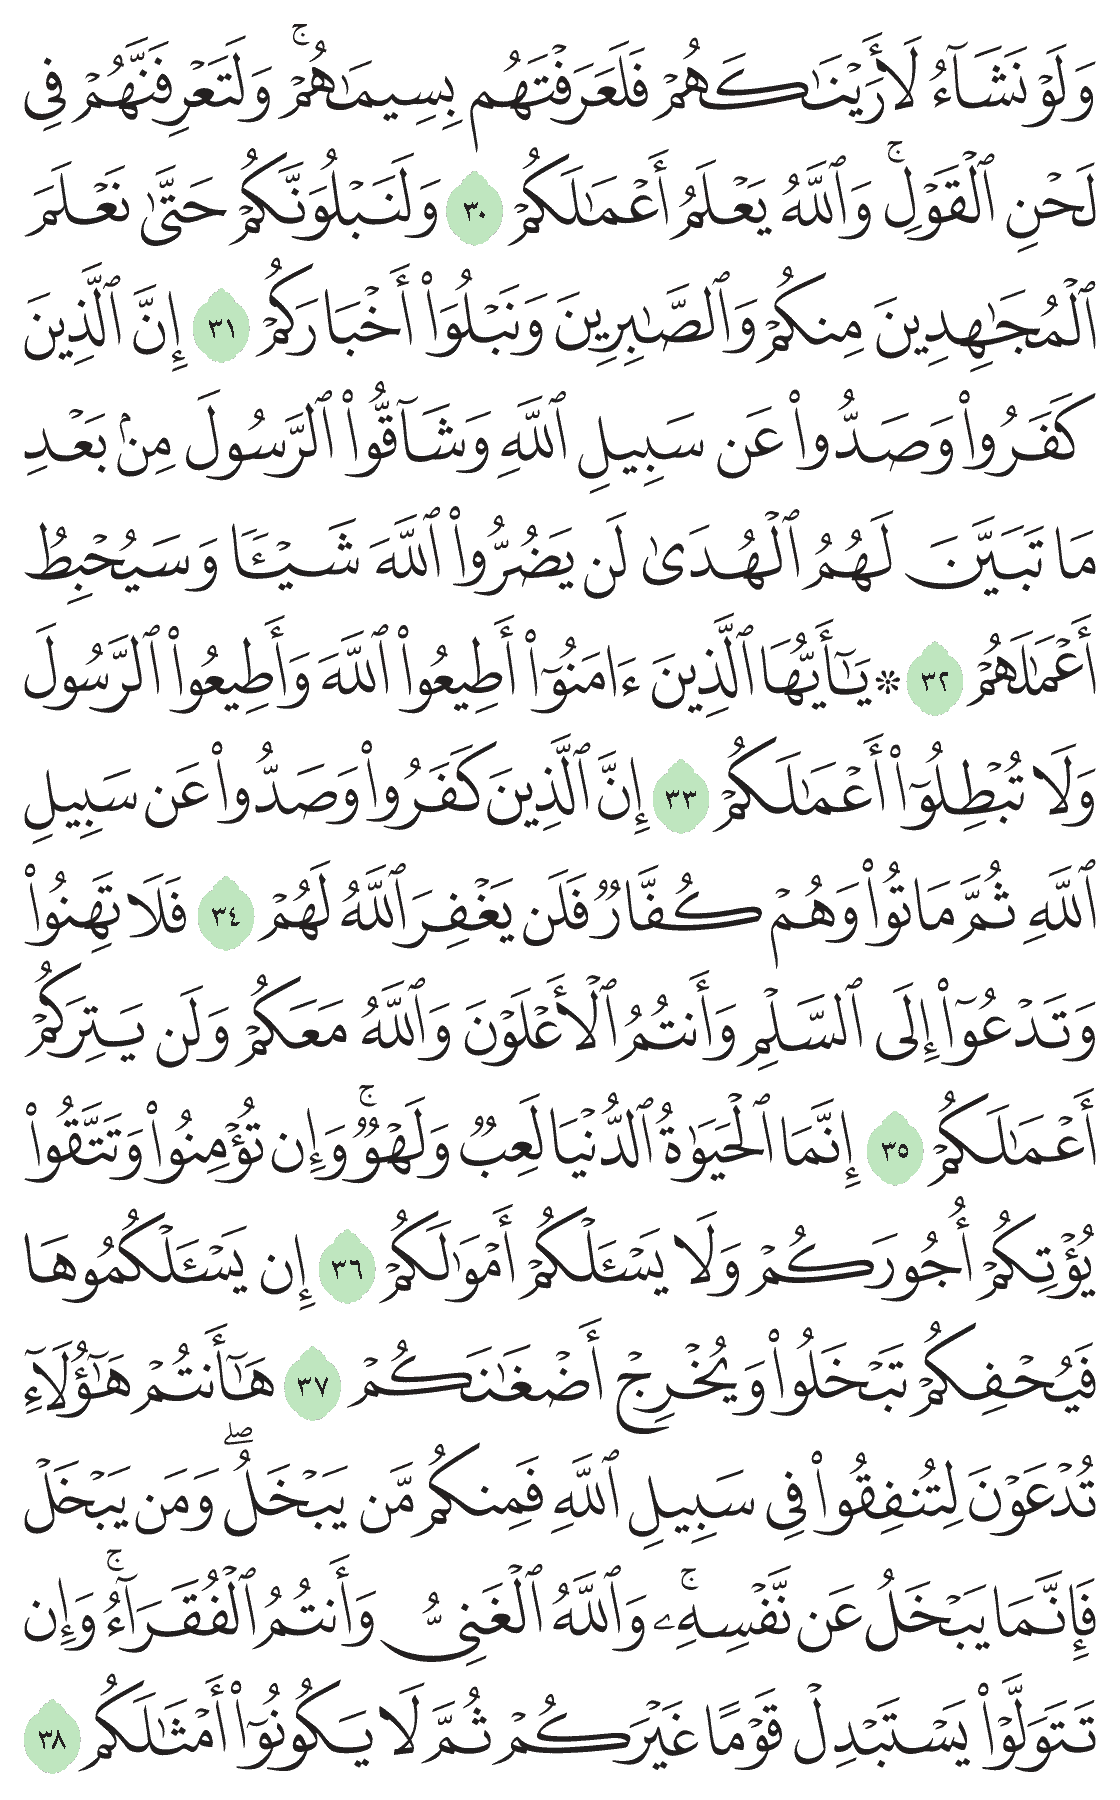 وَلَوْ نَشَآءُ لَأَرَيْنَـٰكَهُمْ فَلَعَرَفْتَهُم بِسِيمَـٰهُمْ ۚ وَلَتَعْرِفَنَّهُمْ فِى
لَحْنِ ٱلْقَوْلِ ۚ وَٱللَّهُ يَعْلَمُ أَعْمَـٰلَكُمْ ٣٠ وَلَنَبْلُوَنَّكُمْ حَتَّىٰ نَعْلَمَ
ٱلْمُجَـٰهِدِينَ مِنكُمْ وَٱلصَّـٰبِرِينَ وَنَبْلُوَا۟ أَخْبَارَكُمْ ٣١ إِنَّ ٱلَّذِينَ
كَفَرُوا۟ وَصَدُّوا۟ عَن سَبِيلِ ٱللَّهِ وَشَآقُّوا۟ ٱلرَّسُولَ مِنۢ بَعْدِ
مَا تَبَيَّنَ لَهُمُ ٱلْهُدَىٰ لَن يَضُرُّوا۟ ٱللَّهَ شَيْـًٔا وَسَيُحْبِطُ
أَعْمَـٰلَهُمْ ٣٢ ۞ يَـٰٓأَيُّهَا ٱلَّذِينَ ءَامَنُوٓا۟ أَطِيعُوا۟ ٱللَّهَ وَأَطِيعُوا۟ ٱلرَّسُولَ
وَلَا تُبْطِلُوٓا۟ أَعْمَـٰلَكُمْ ٣٣ إِنَّ ٱلَّذِينَ كَفَرُوا۟ وَصَدُّوا۟ عَن سَبِيلِ
ٱللَّهِ ثُمَّ مَاتُوا۟ وَهُمْ كُفَّارٌ فَلَن يَغْفِرَ ٱللَّهُ لَهُمْ ٣٤ فَلَا تَهِنُوا۟
وَتَدْعُوٓا۟ إِلَى ٱلسَّلْمِ وَأَنتُمُ ٱلْأَعْلَوْنَ وَٱللَّهُ مَعَكُمْ وَلَن يَتِرَكُمْ
أَعْمَـٰلَكُمْ ٣٥ إِنَّمَا ٱلْحَيَوٰةُ ٱلدُّنْيَا لَعِبٌ وَلَهْوٌ ۚ وَإِن تُؤْمِنُوا۟ وَتَتَّقُوا۟
يُؤْتِكُمْ أُجُورَكُمْ وَلَا يَسْـَٔلْكُمْ أَمْوَٰلَكُمْ ٣٦ إِن يَسْـَٔلْكُمُوهَا
فَيُحْفِكُمْ تَبْخَلُوا۟ وَيُخْرِجْ أَضْغَـٰنَكُمْ ٣٧ هَـٰٓأَنتُمْ هَـٰٓؤُلَآءِ
تُدْعَوْنَ لِتُنفِقُوا۟ فِى سَبِيلِ ٱللَّهِ فَمِنكُم مَّن يَبْخَلُ ۖ وَمَن يَبْخَلْ
فَإِنَّمَا يَبْخَلُ عَن نَّفْسِهِۦ ۚ وَٱللَّهُ ٱلْغَنِىُّ وَأَنتُمُ ٱلْفُقَرَآءُ ۚ وَإِن
تَتَوَلَّوْا۟ يَسْتَبْدِلْ قَوْمًا غَيْرَكُمْ ثُمَّ لَا يَكُونُوٓا۟ أَمْثَـٰلَكُم ٣٨